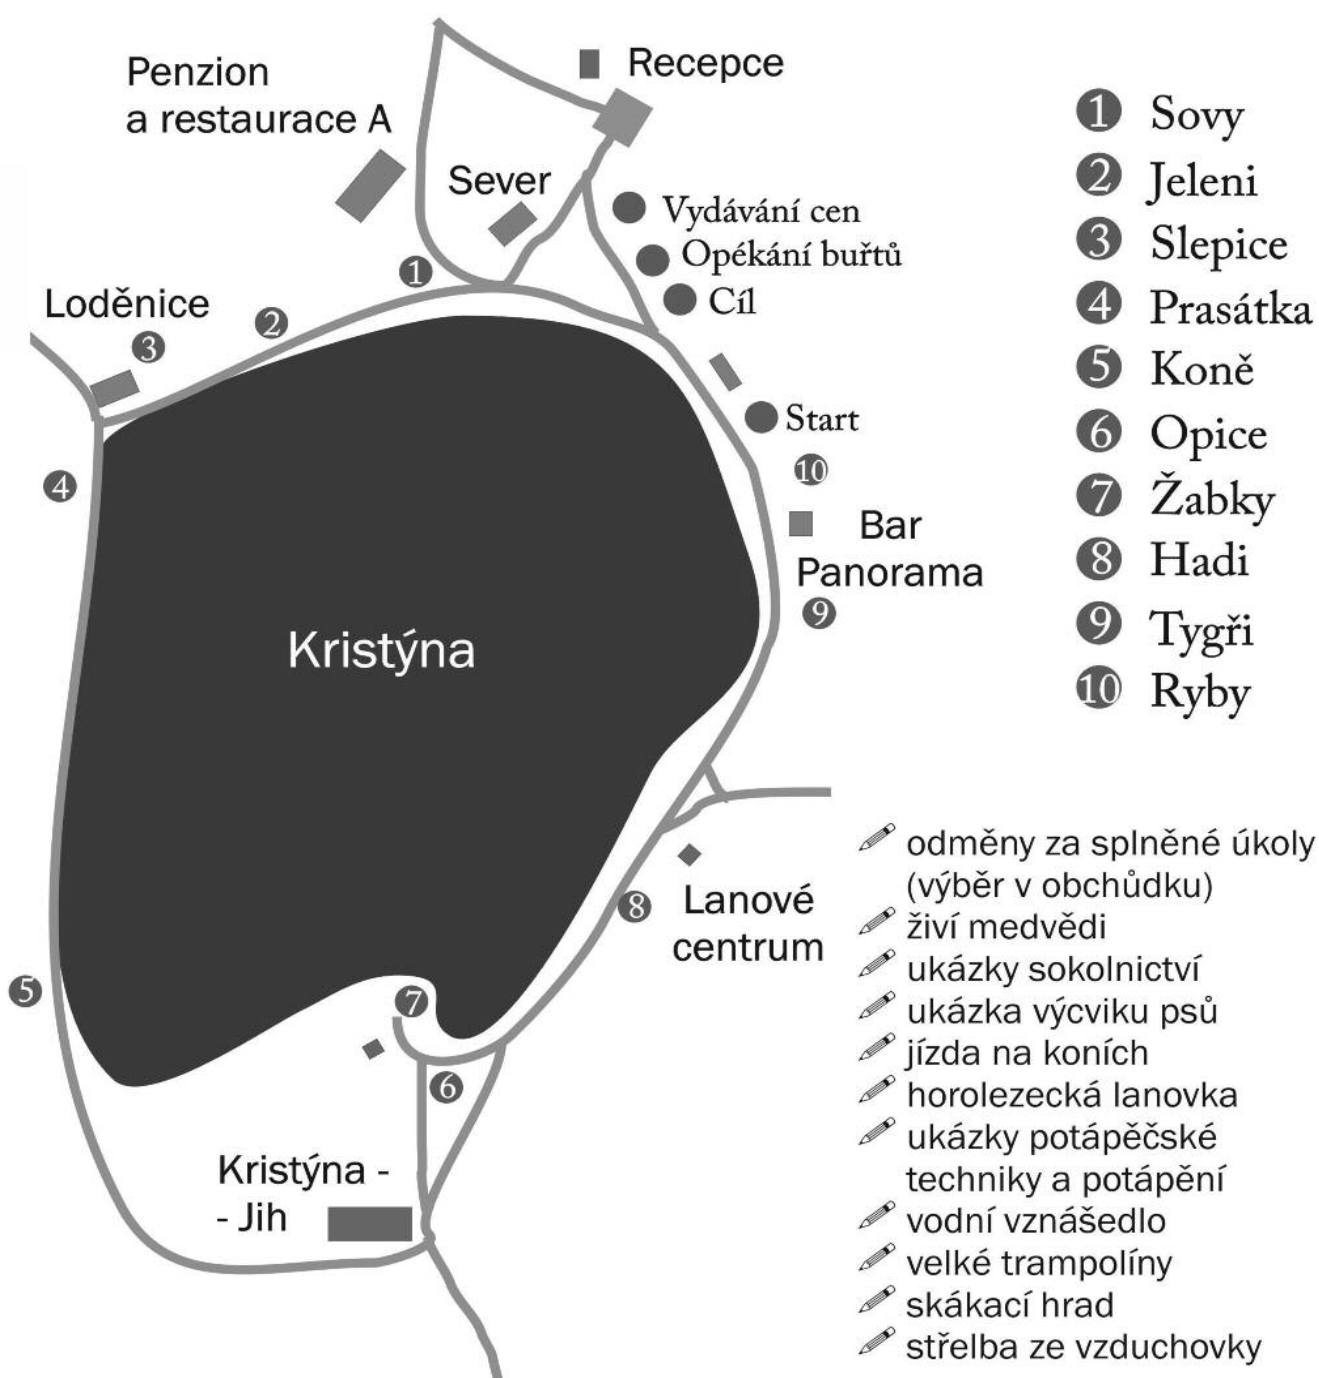 Penzion
a restaurace A
Recepce
Sever
Vydávání cen
Opékání buřtů
Cíl
1
Loděnice
2
3
Start
10
4
Bar
Panorama
9
Kristýna
8
Lanové
centrum
5
7
6
Kristýna -
- Jih
1 Sovy
2 Jeleni
3 Slepice
4 Prasátka
5 Koně
6 Opice
7 Žabky
8 Hadi
9 Tygři
10 Ryby
odměny za splněné úkoly
(výběr v obchůdku)
živí medvědi
ukázky sokolnictví
ukázka výcviku psů
jízda na koních
horolezecká lanovka
ukázky potápěčské
techniky a potápění
vodní vznášedlo
velké trampolíny
skákací hrad
střelba ze vzduchovky